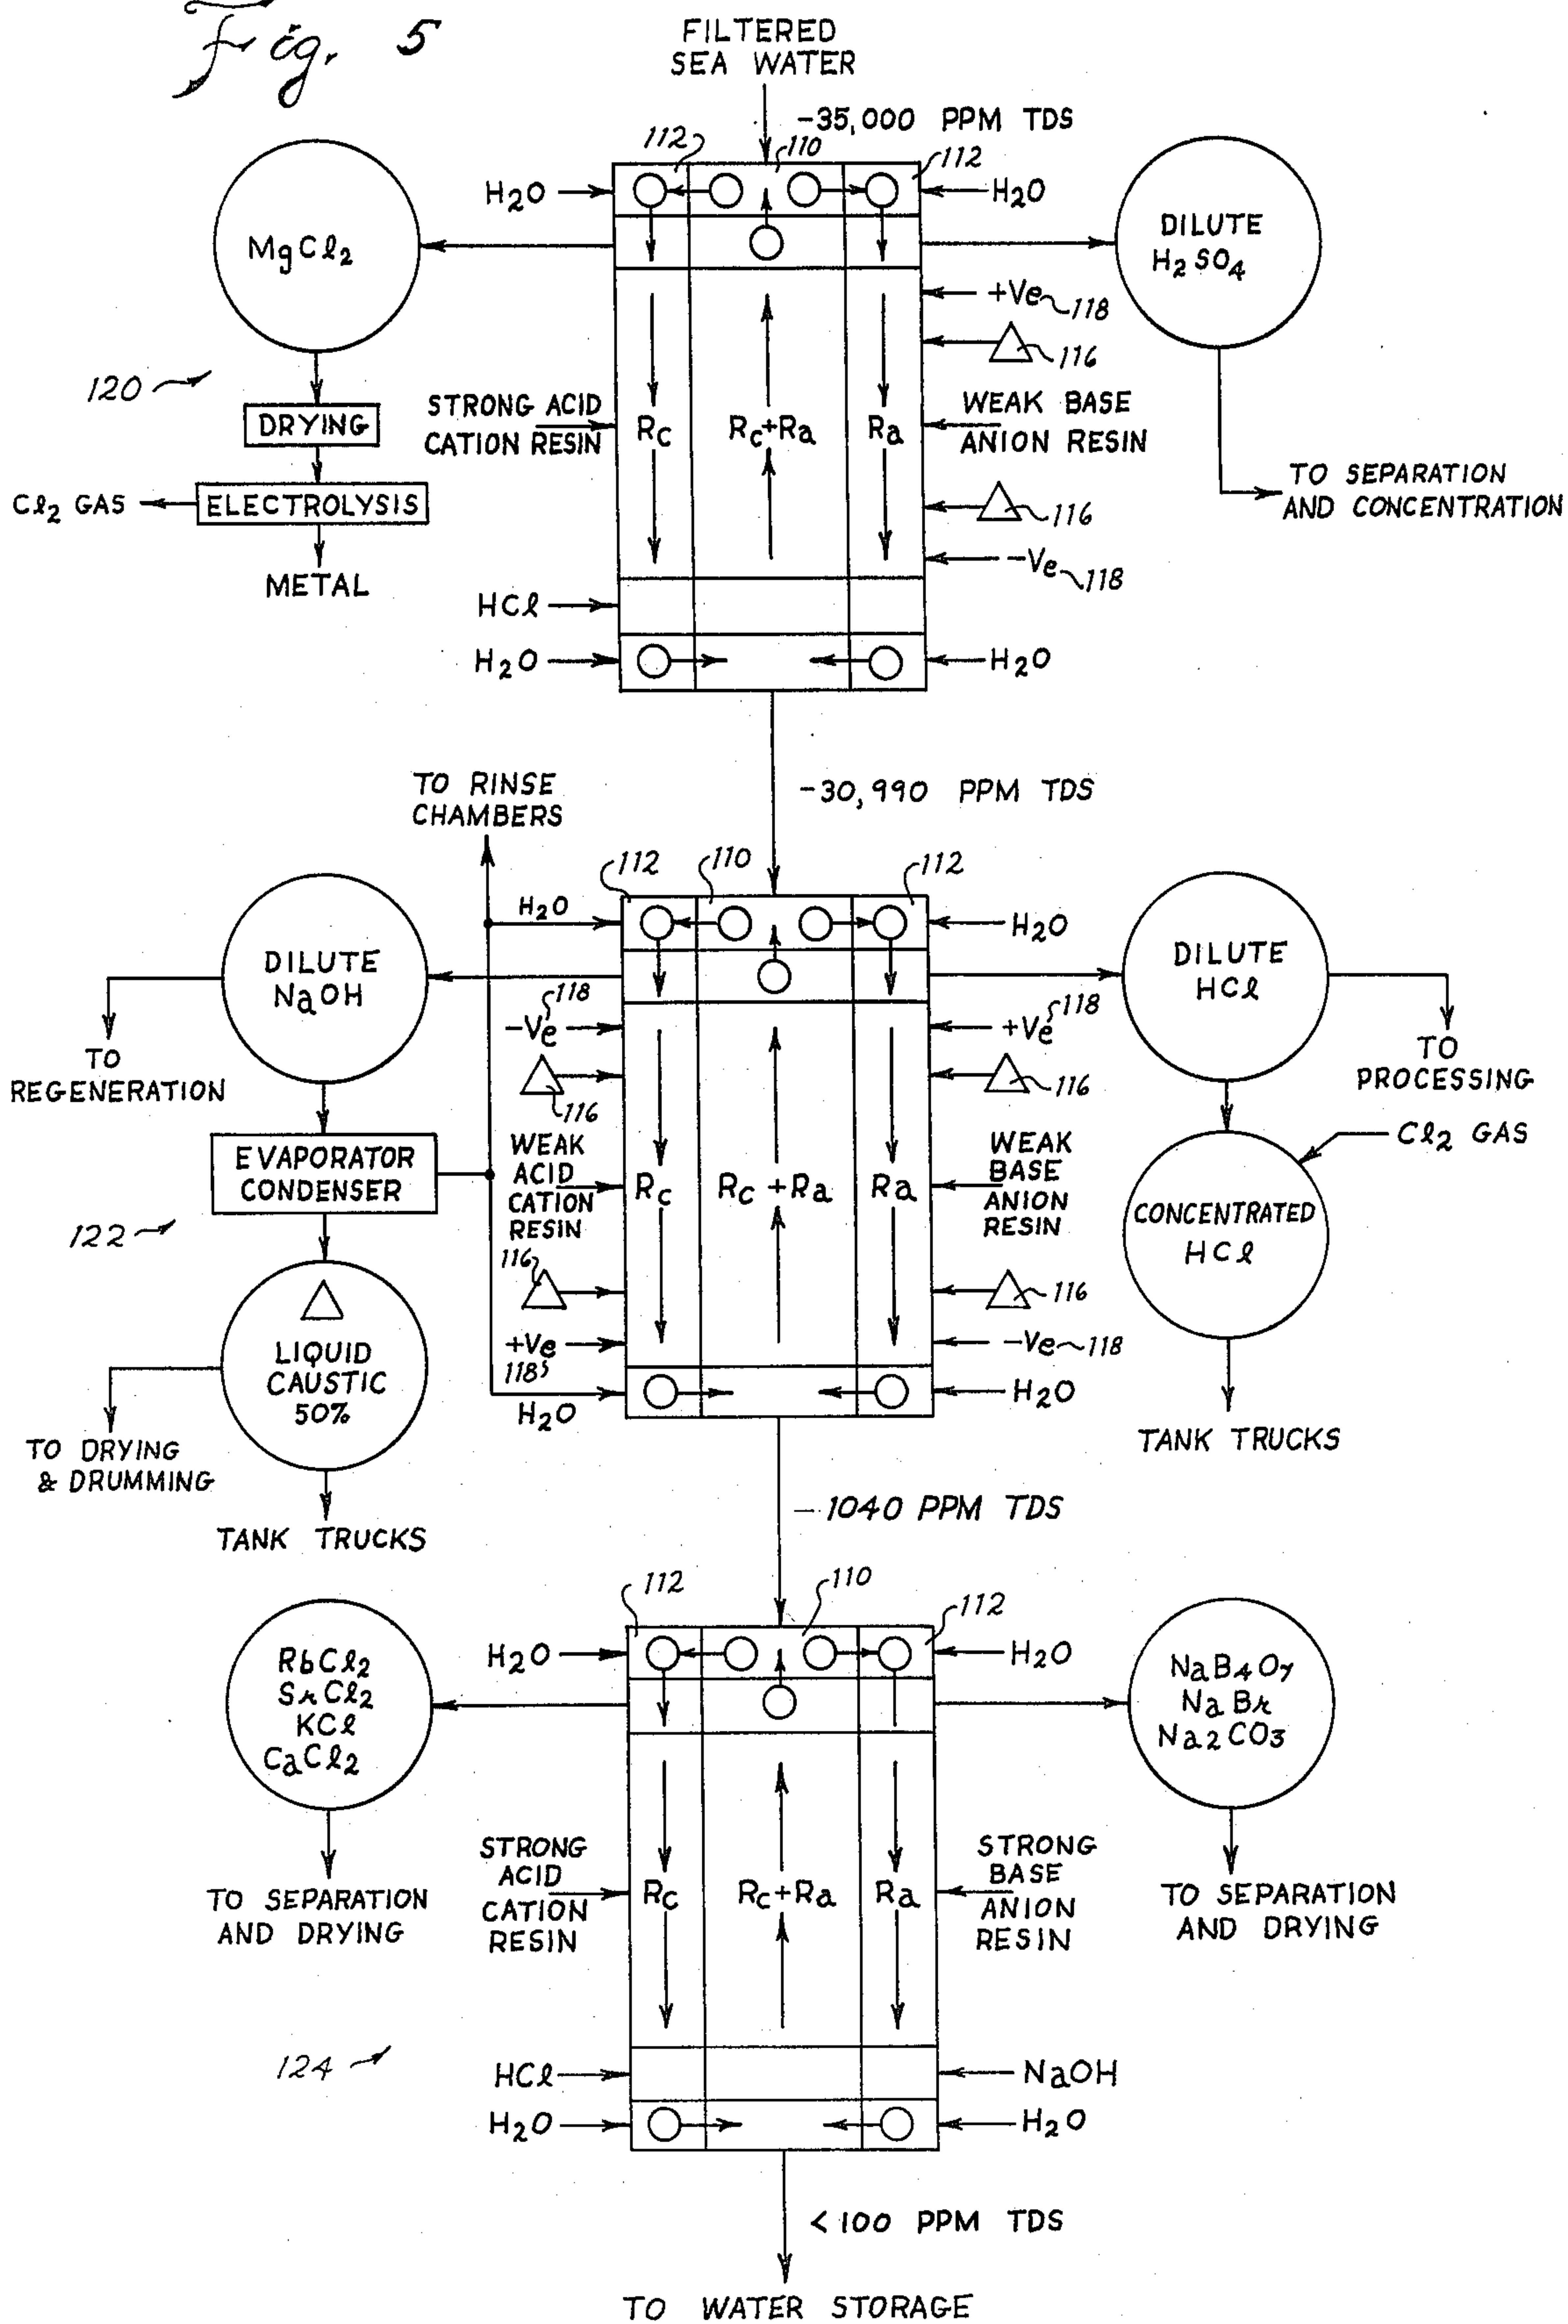 Fig. 5
FILTERED
SEA WATER
-35,000 PPM TDS
112
110
112
H2O
H2O
MgCl2
DILUTE
H2SO4
+Ve 118
116
120
DRYING
STRONG ACID
CATION RESIN
Rc
Rc+Ra
Ra
WEAK BASE
ANION RESIN
Cl2 GAS
ELECTROLYSIS
116
TO SEPARATION
AND CONCENTRATION
METAL
-Ve 118
HCl
H2O
H2O
-30,990 PPM TDS
TO RINSE
CHAMBERS
112
110
112
H2O
H2O
DILUTE
NaOH
DILUTE
HCl
-Ve 118
+Ve 118
TO
REGENERATION
116
116
TO
PROCESSING
EVAPORATOR
CONDENSER
WEAK
ACID
CATION
RESIN
Rc
Rc+Ra
Ra
WEAK
BASE
ANION
RESIN
Cl2 GAS
CONCENTRATED
HCl
122
116
116
LIQUID
CAUSTIC
50%
+Ve
118
-Ve 118
H2O
H2O
TO DRYING
& DRUMMING
TANK TRUCKS
TANK TRUCKS
-1040 PPM TDS
112
110
112
H2O
H2O
RbCl2
SrCl2
KCl
CaCl2
NaB4O7
NaBr
Na2CO3
TO SEPARATION
AND DRYING
STRONG
ACID
CATION
RESIN
Rc
Rc+Ra
Ra
STRONG
BASE
ANION
RESIN
TO SEPARATION
AND DRYING
124
HCl
NaOH
H2O
H2O
<100 PPM TDS
TO WATER STORAGE